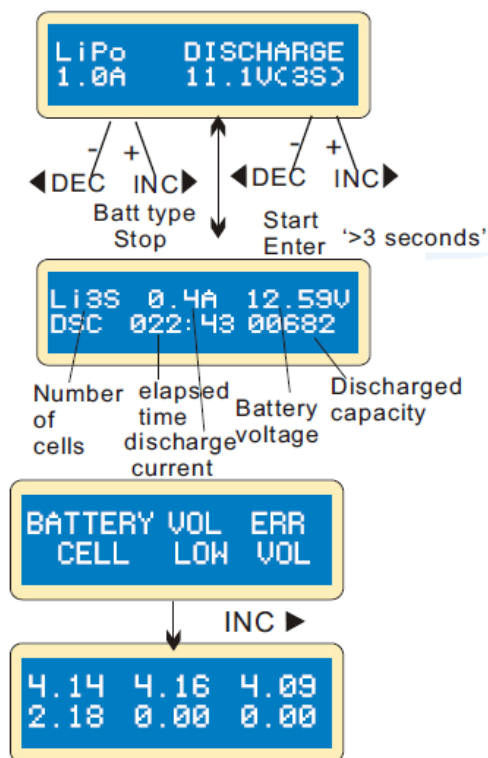 LiPo DISCHARGE
1.0A 11.1V(3S)
- + - +
◀DEC INC▶ ◀DEC INC▶
Batt type Start
Stop Enter '>3 seconds'
Li3S 0.4A 12.59V
DSC 022:43 00682
Number of cells
elapsed time
discharge current
Battery voltage
Discharged capacity
BATTERY VOL ERR
CELL LOW VOL
INC ▶
4.14 4.16 4.09
2.18 0.00 0.00